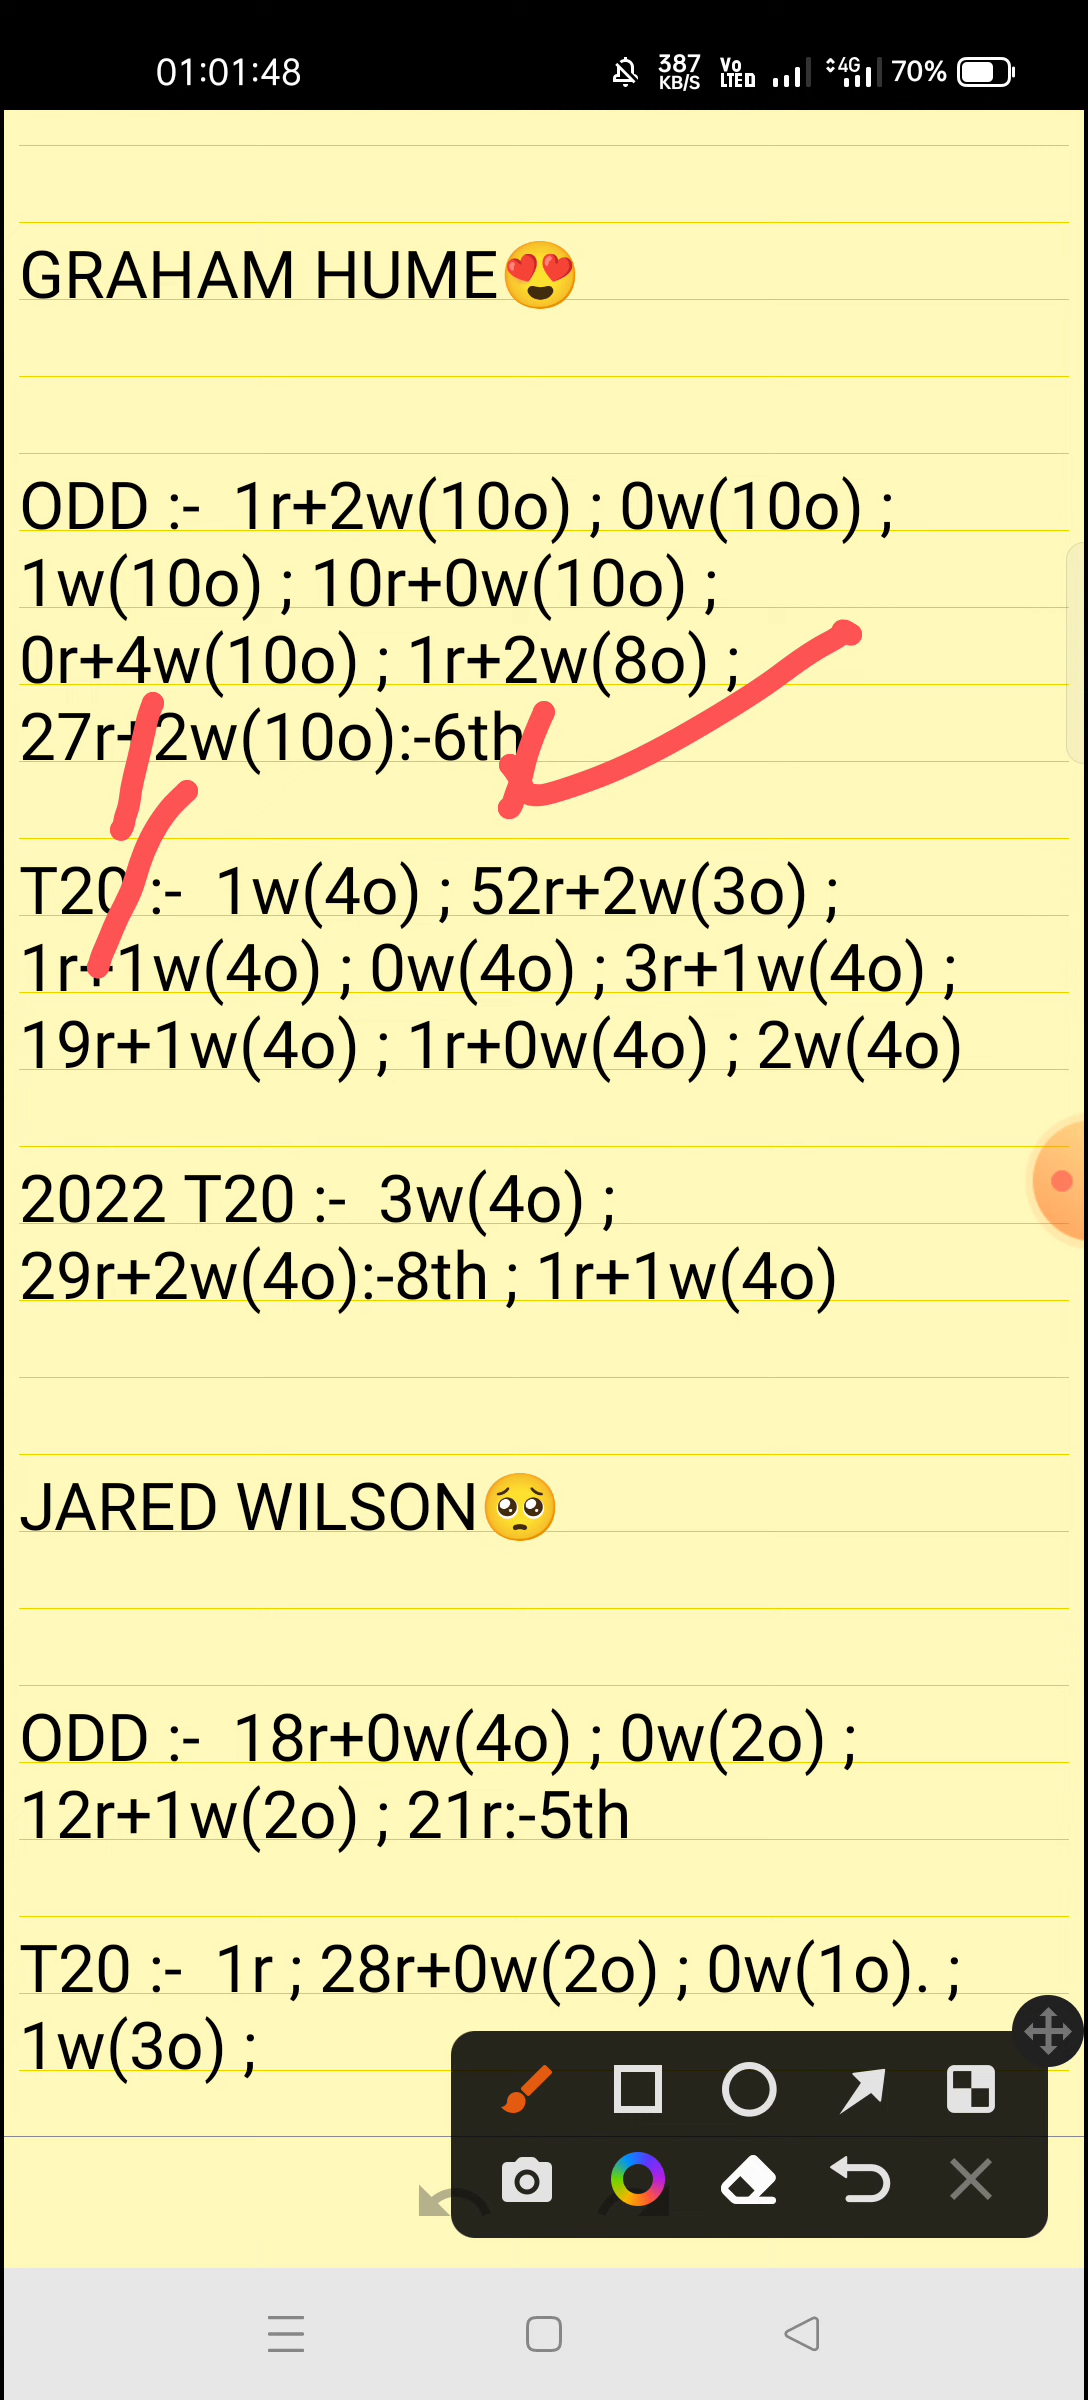 01:01:48 387 KB/S Vo LTED 4G 70%
GRAHAM HUME😍
ODD :- 1r+2w(10o) ; 0w(10o) ;
1w(10o) ; 10r+0w(10o) ;
0r+4w(10o) ; 1r+2w(8o) ;
27r+2w(10o):-6th
T20 :- 1w(4o) ; 52r+2w(3o) ;
1r+1w(4o) ; 0w(4o) ; 3r+1w(4o) ;
19r+1w(4o) ; 1r+0w(4o) ; 2w(4o)
2022 T20 :- 3w(4o) ;
29r+2w(4o):-8th ; 1r+1w(4o)
JARED WILSON🥺
ODD :- 18r+0w(4o) ; 0w(2o) ;
12r+1w(2o) ; 21r:-5th
T20 :- 1r ; 28r+0w(2o) ; 0w(1o). ;
1w(3o) ;